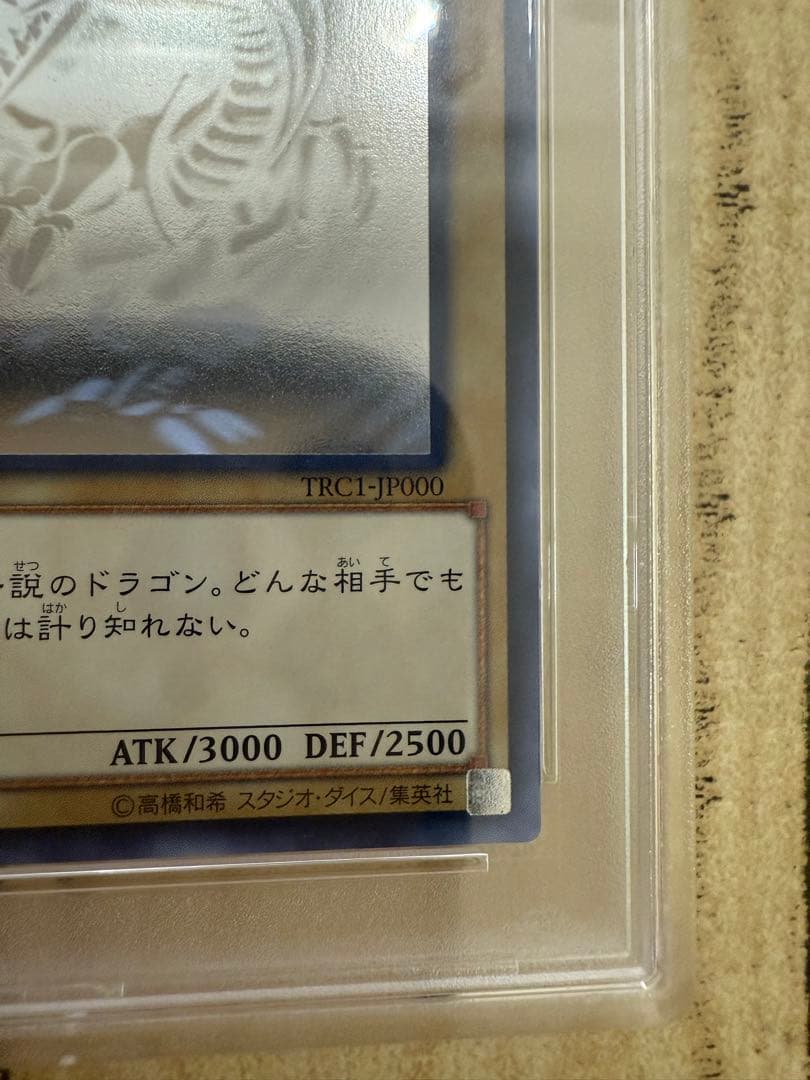 TRC1-JP000
説のドラゴン。どんな相手でも
は計り知れない。
ATK/3000 DEF/2500
©高橋和希 スタジオ・ダイス/集英社